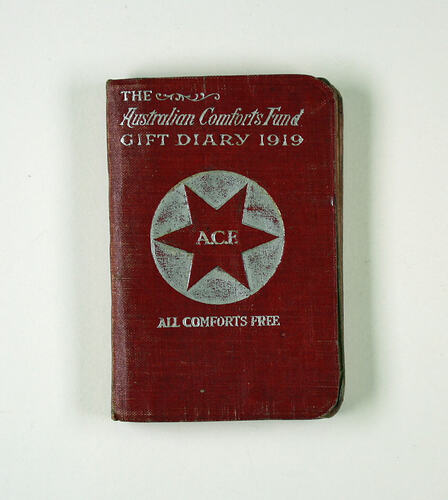 THE
Australian Comforts Fund
GIFT DIARY 1919
A.C.F.
ALL COMFORTS FREE